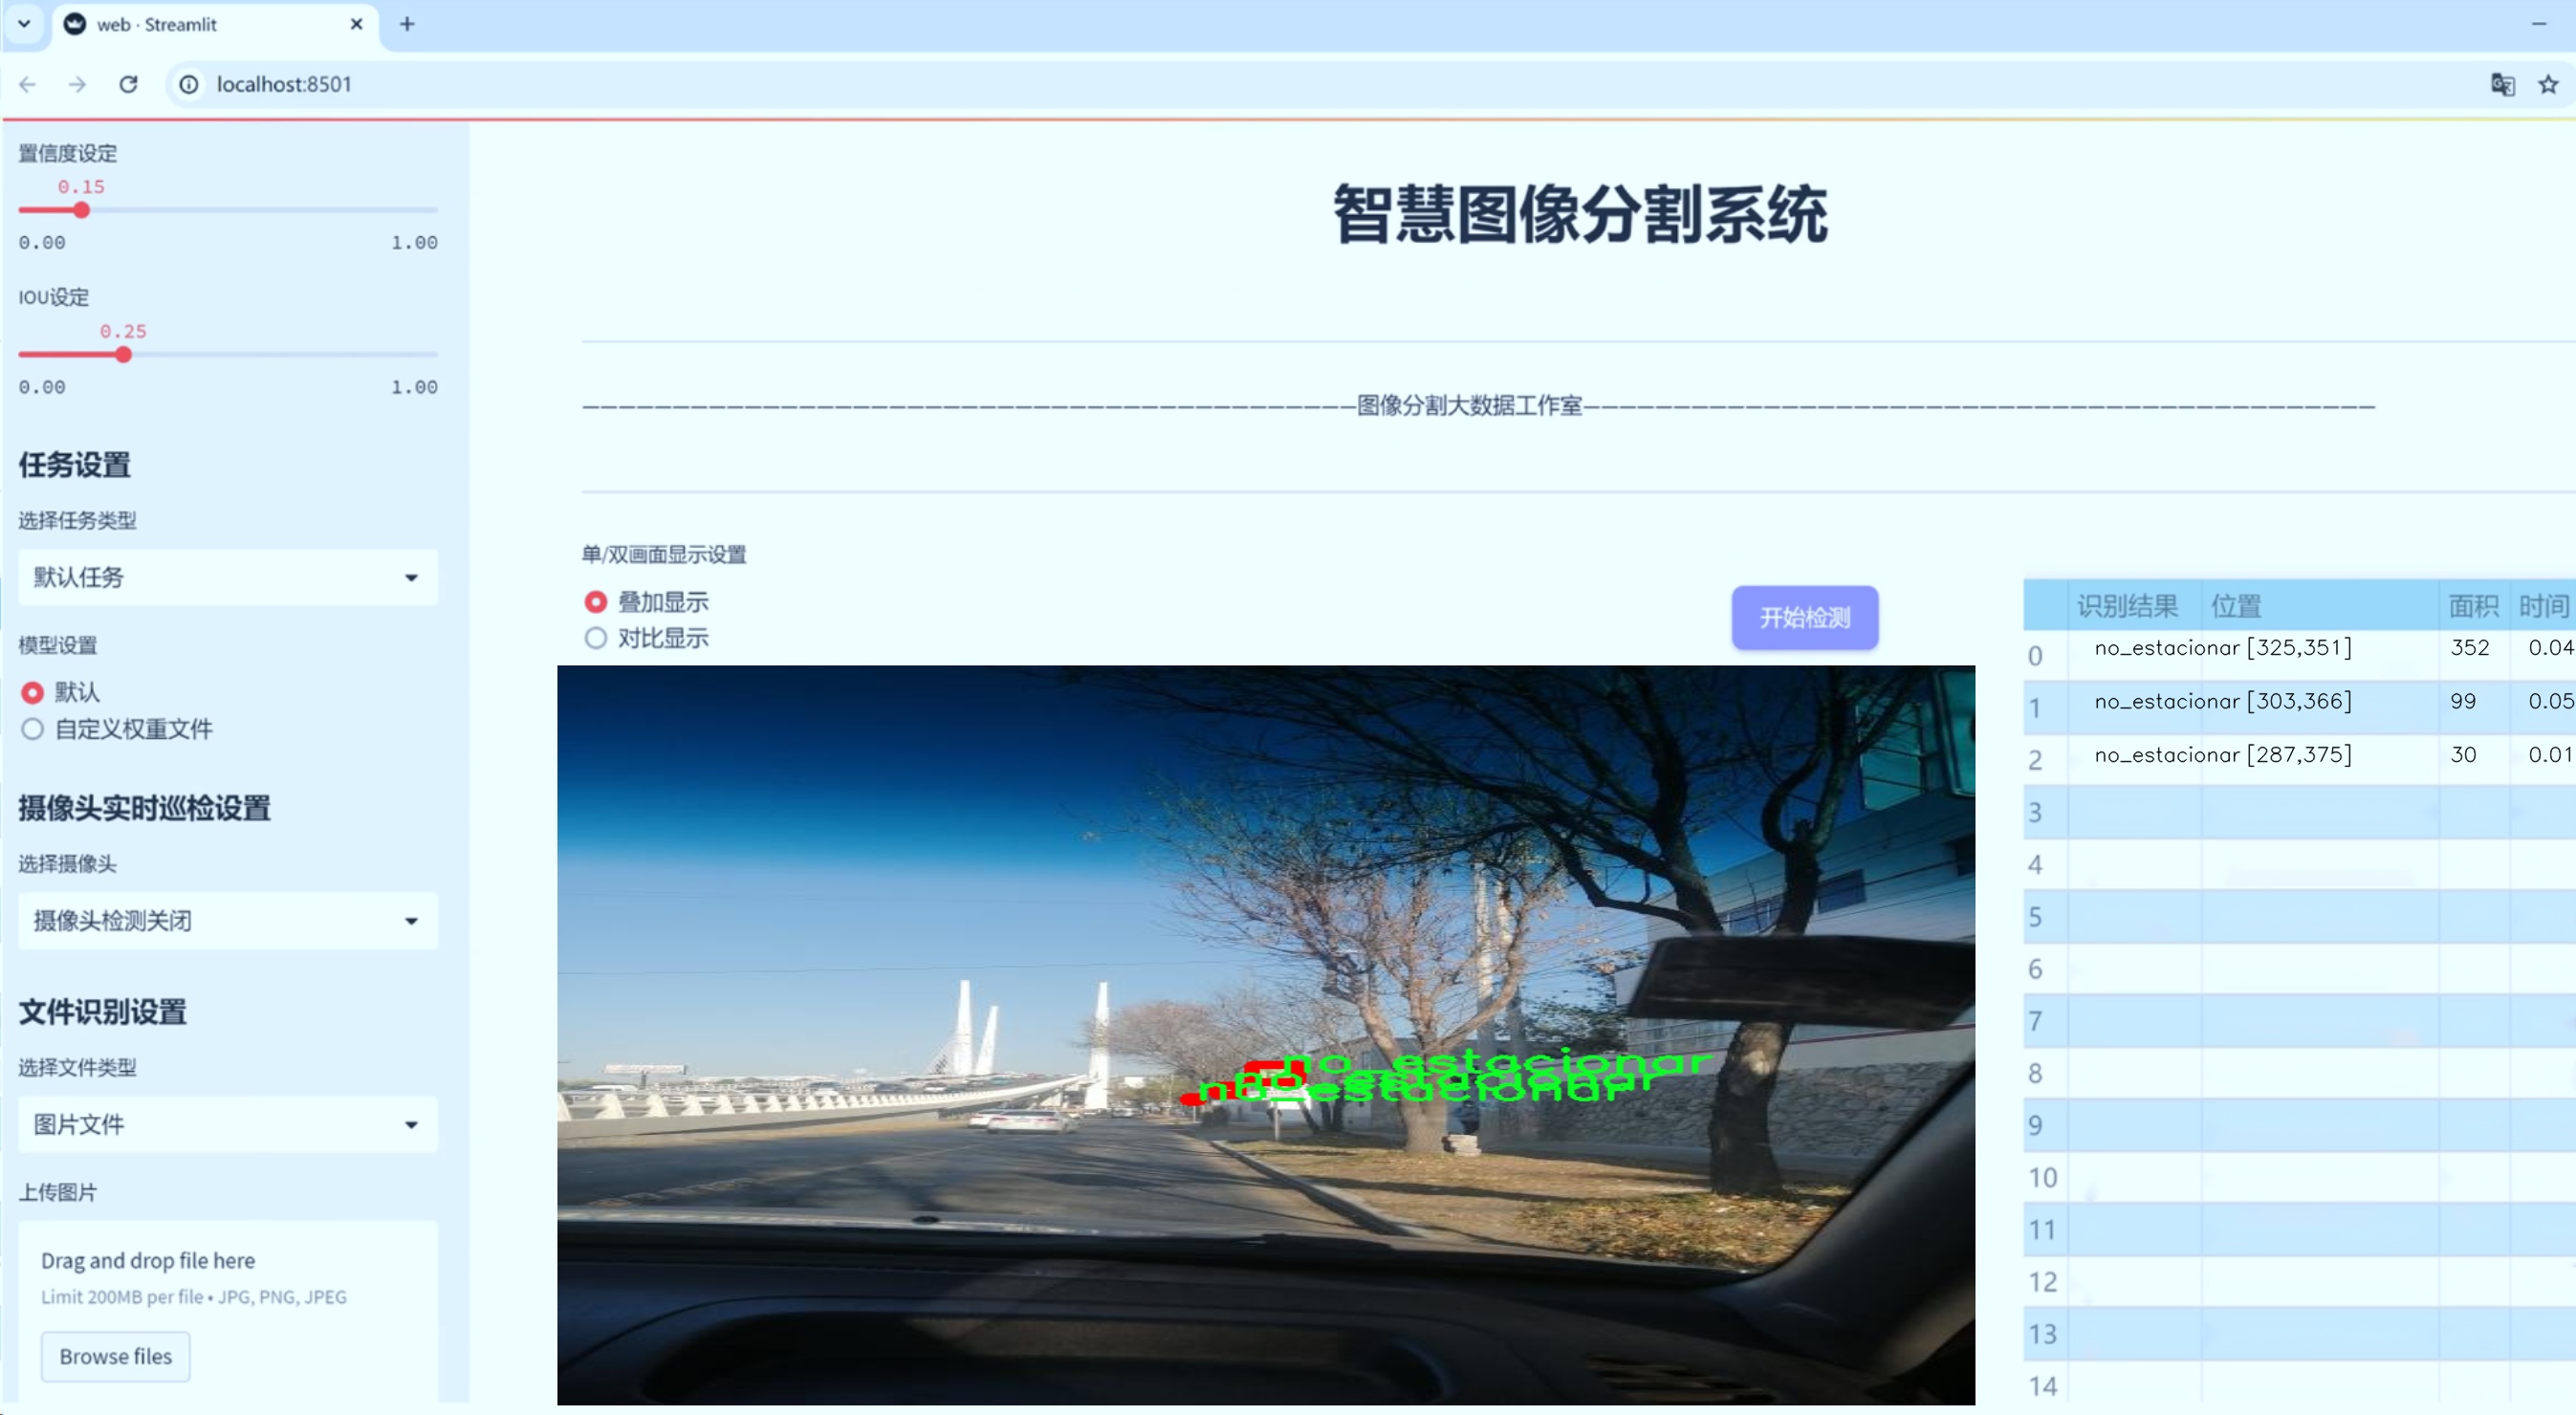 web · Streamlit
localhost:8501
置信度设定
0.15
0.00 1.00
IOU设定
0.25
0.00 1.00
任务设置
选择任务类型
默认任务
模型设置
默认
自定义权重文件
摄像头实时巡检设置
选择摄像头
摄像头检测关闭
文件识别设置
选择文件类型
图片文件
上传图片
Drag and drop file here
Limit 200MB per file • JPG, PNG, JPEG
Browse files
智慧图像分割系统
———————————————————————————————————————————图像分割大数据工作室————————————————————————————————————————————
单/双画面显示设置
叠加显示
对比显示
开始检测
no_estacionar
no_estacionar
no_estacionar
识别结果 位置 面积 时间
0 no_estacionar [325,351] 352 0.04
1 no_estacionar [303,366] 99 0.05
2 no_estacionar [287,375] 30 0.01
3
4
5
6
7
8
9
10
11
12
13
14